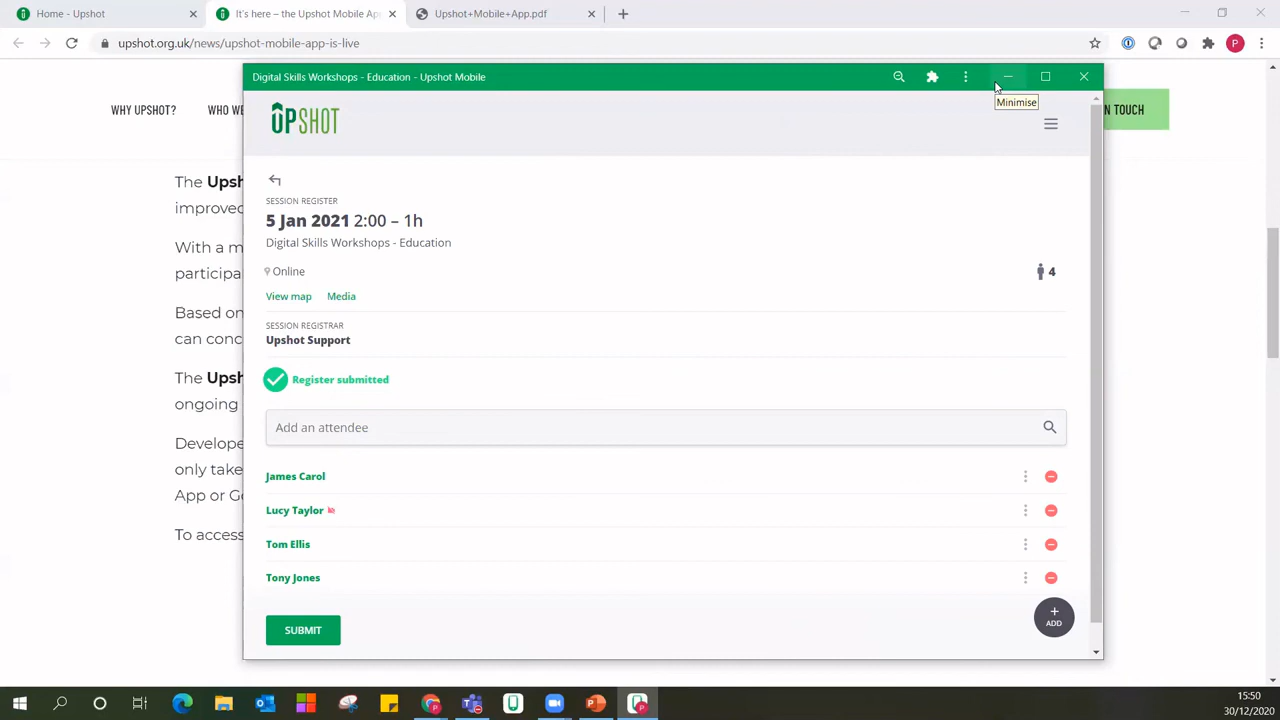 Home - Upshot
It's here – the Upshot Mobile Ap
Upshot+Mobile+App.pdf
upshot.org.uk/news/upshot-mobile-app-is-live
P
WHY UPSHOT?
WHO WE
N TOUCH
Digital Skills Workshops - Education - Upshot Mobile
Minimise
UPSHOT
The Upsh
improved
With a m
participa
Based on
can conc
The Upsh
ongoing
Develope
only take
App or Go
To access
SESSION REGISTER
5 Jan 2021 2:00 – 1h
Digital Skills Workshops - Education
Online
4
View map Media
SESSION REGISTRAR
Upshot Support
Register submitted
Add an attendee
James Carol
Lucy Taylor
Tom Ellis
Tony Jones
SUBMIT
+
ADD
15:50
30/12/2020